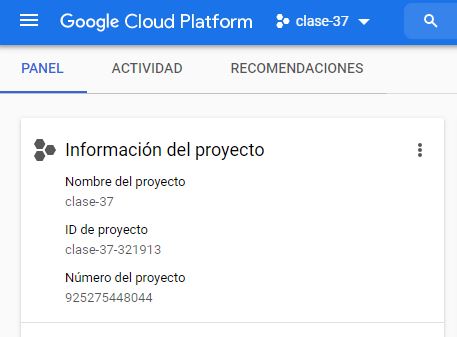 Google Cloud Platform clase-37
PANEL ACTIVIDAD RECOMENDACIONES
Información del proyecto
Nombre del proyecto
clase-37
ID de proyecto
clase-37-321913
Número del proyecto
925275448044